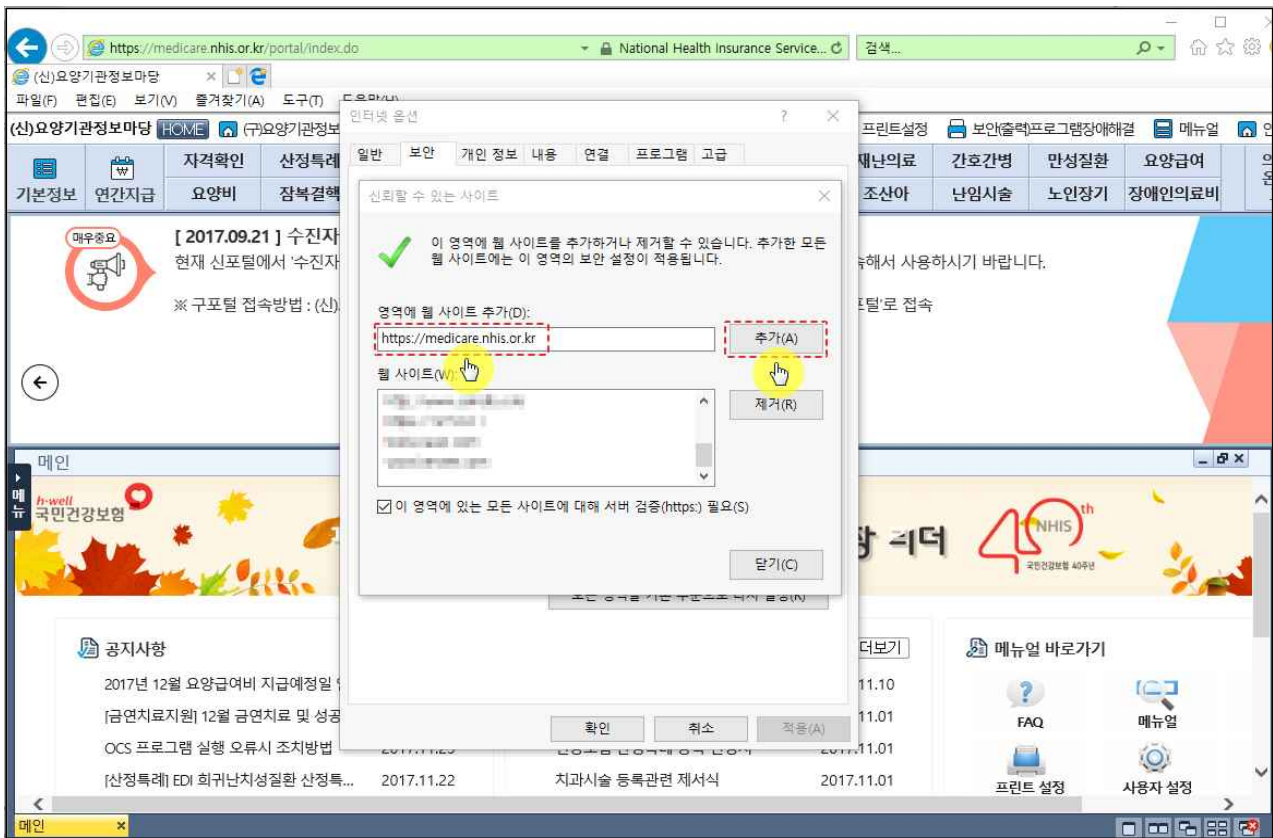 https://medicare.nhis.or.kr/portal/index.do
National Health Insurance Service...
검색...
(신)요양기관정보마당
파일(F) 편집(E) 보기(V) 즐겨찾기(A) 도구(T)
(신)요양기관정보마당 HOME (구)요양기관정보
프린트설정 보안(출력)프로그램장애해결 메뉴얼
기본정보 연간지급
자격확인 산정특례
요양비 잠복결핵
재난의료 간호간병 만성질환 요양급여
조산아 난임시술 노인장기 장애인의료비
매우중요
[ 2017.09.21 ] 수진자
현재 신포털에서 '수진자
속해서 사용하시기 바랍니다.
※ 구포털 접속방법 : (신)
포털'로 접속
인터넷 옵션
일반 보안 개인 정보 내용 연결 프로그램 고급
신뢰할 수 있는 사이트
이 영역에 웹 사이트를 추가하거나 제거할 수 있습니다. 추가한 모든
웹 사이트에는 이 영역의 보안 설정이 적용됩니다.
영역에 웹 사이트 추가(D):
https://medicare.nhis.or.kr
추가(A)
웹 사이트(W):
제거(R)
이 영역에 있는 모든 사이트에 대해 서버 검증(https:) 필요(S)
닫기(C)
확인 취소 적용(A)
메인
메뉴
h-well
국민건강보험
리더
40th
NHIS
국민건강보험 40주년
공지사항
2017년 12월 요양급여비 지급예정일
[금연치료지원] 12월 금연치료 및 성공
OCS 프로그램 실행 오류시 조치방법
[산정특례] EDI 희귀난치성질환 산정특... 2017.11.22
더보기
11.10
11.01
2017.11.01
치과시술 등록관련 제서식 2017.11.01
메뉴얼 바로가기
FAQ 메뉴얼
프린트 설정 사용자 설정
메인